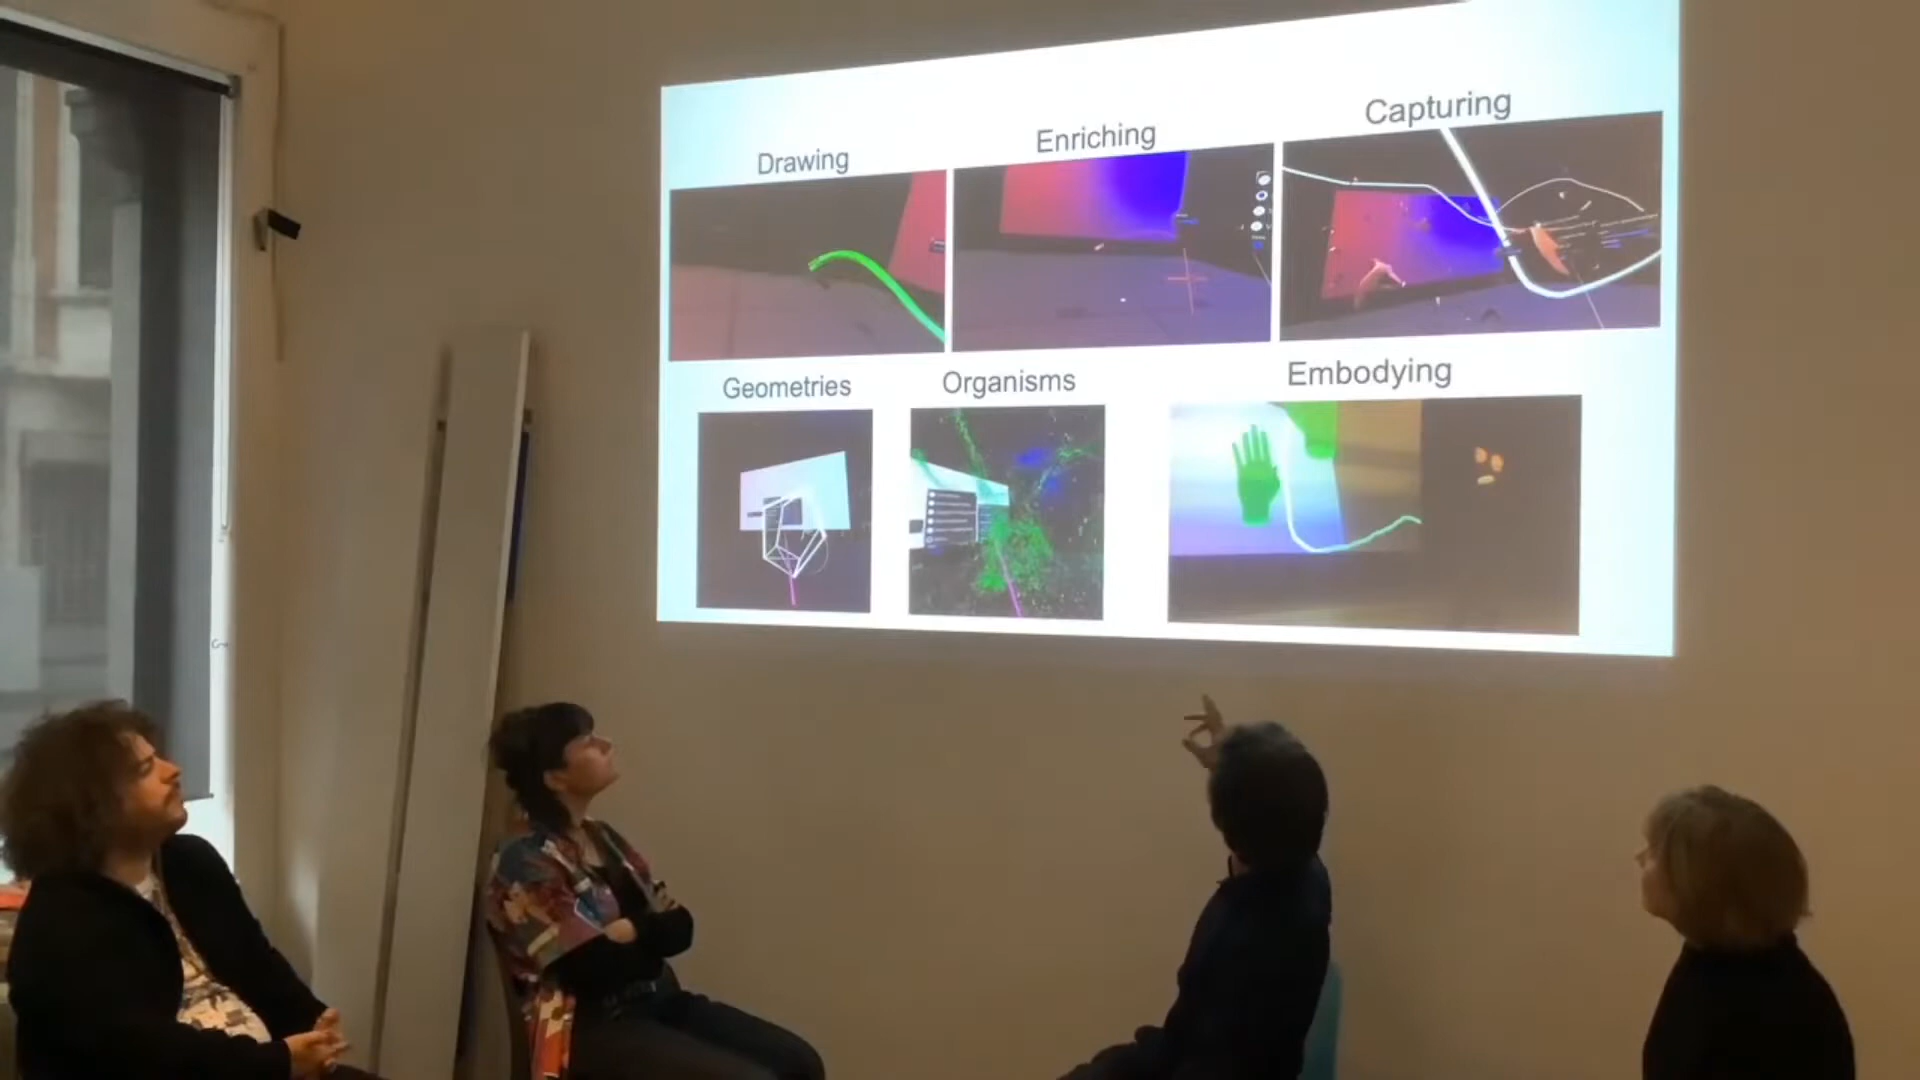 Drawing
Enriching
Capturing
Geometries
Organisms
Embodying